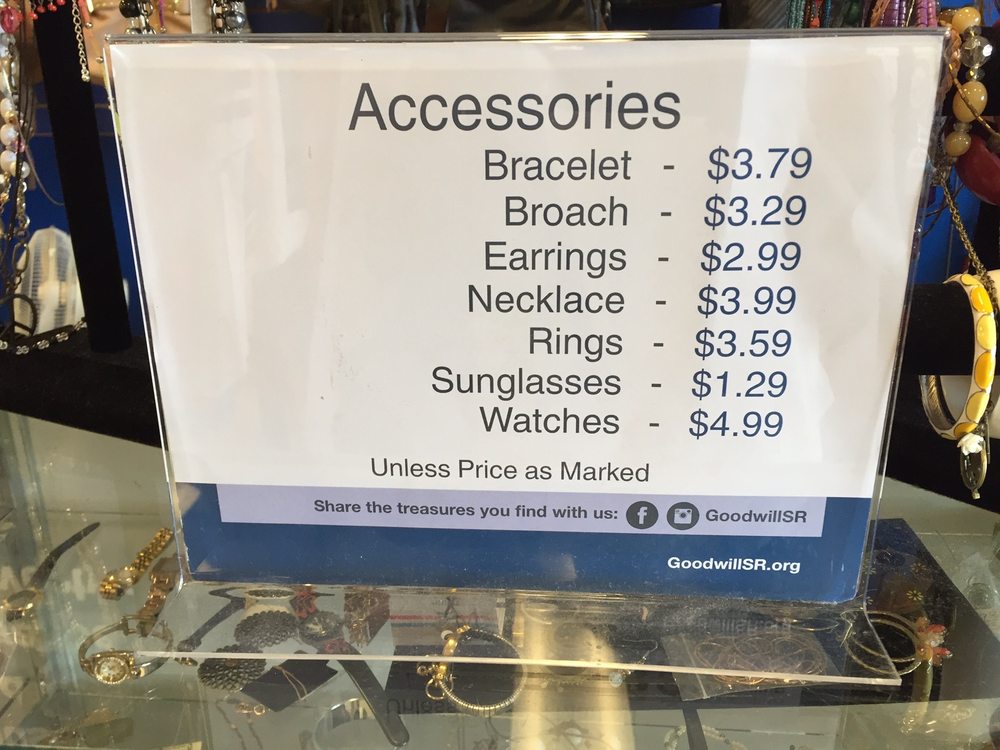 Accessories
Bracelet - $3.79
Broach - $3.29
Earrings - $2.99
Necklace - $3.99
Rings - $3.59
Sunglasses - $1.29
Watches - $4.99
Unless Price as Marked
Share the treasures you find with us: GoodwillSR
GoodwillSR.org